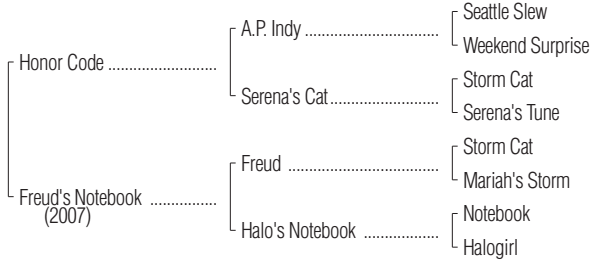 Seattle Slew
A.P. Indy ..............................
Weekend Surprise
Honor Code ........................
Storm Cat
Serena's Cat........................
Serena's Tune
Storm Cat
Freud .................................
Mariah's Storm
Freud's Notebook ...............
(2007)
Notebook
Halo's Notebook .................
Halogirl